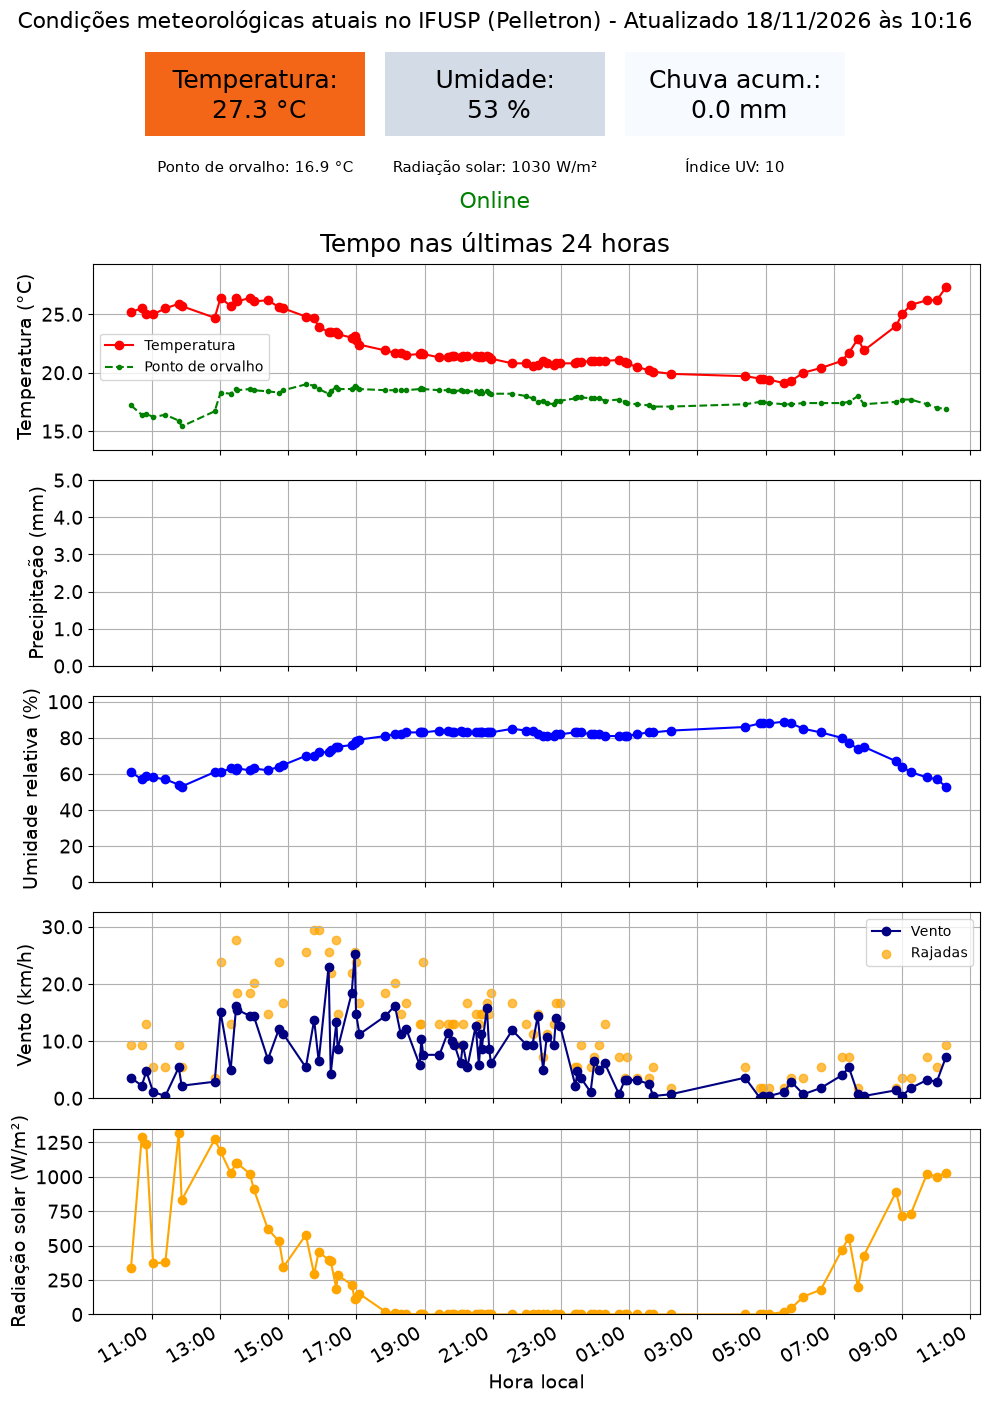 Condições meteorológicas atuais no IFUSP (Pelletron) - Atualizado 18/11/2026 às 10:16
Temperatura:
27.3 °C
Umidade:
53 %
Chuva acum.:
0.0 mm
Ponto de orvalho: 16.9 °C
Radiação solar: 1030 W/m²
Índice UV: 10
Online
Tempo nas últimas 24 horas
Temperatura (°C)
25.0
20.0
15.0
Temperatura
Ponto de orvalho
Precipitação (mm)
5.0
4.0
3.0
2.0
1.0
0.0
Umidade relativa (%)
100
80
60
40
20
0
Vento (km/h)
30.0
20.0
10.0
0.0
Vento
Rajadas
Radiação solar (W/m²)
1250
1000
750
500
250
0
11:00
13:00
15:00
17:00
19:00
21:00
23:00
01:00
03:00
05:00
07:00
09:00
11:00
Hora local